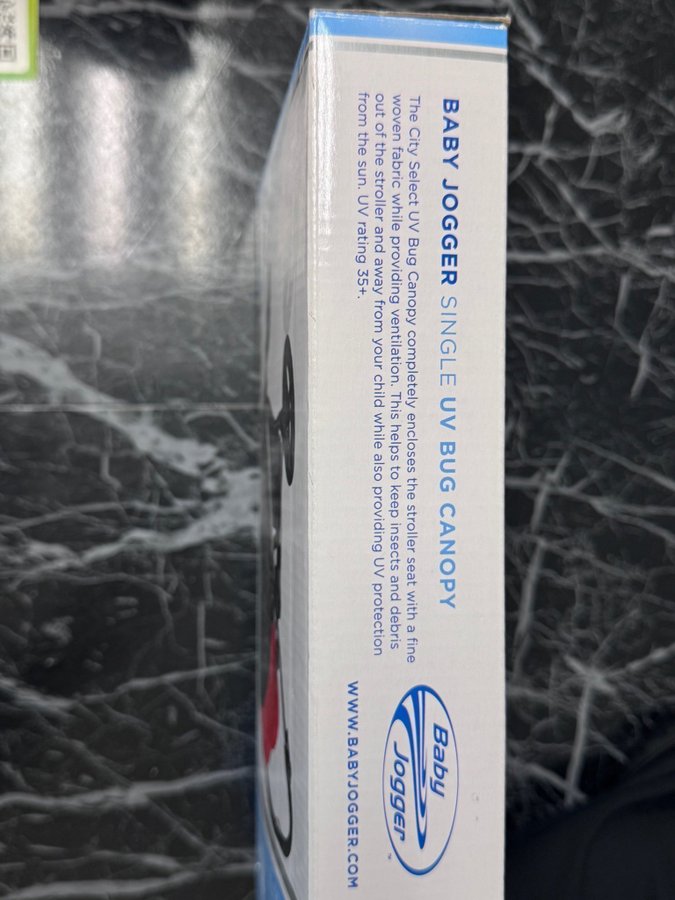 BABY JOGGER SINGLE UV BUG CANOPY
The City Select UV Bug Canopy completely encloses the stroller seat with a fine
woven fabric while providing ventilation. This helps to keep insects and debris
out of the stroller and away from your child while also providing UV protection
from the sun. UV rating 35+.
Baby
Jogger
™
WWW.BABYJOGGER.COM